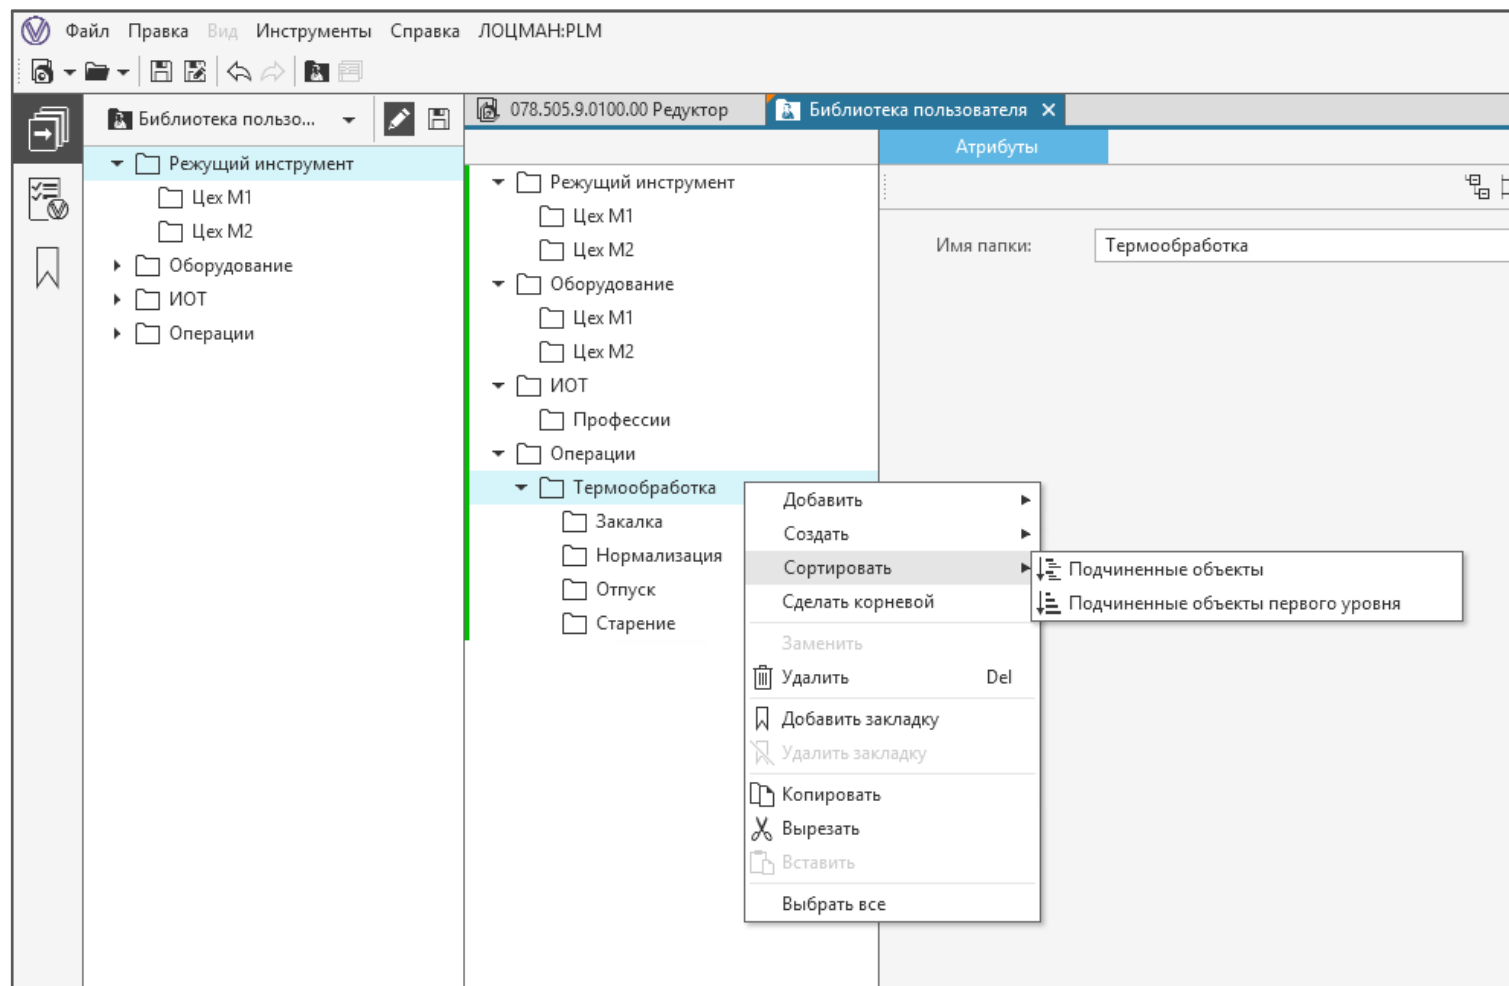 Файл Правка Вид Инструменты Справка ЛОЦМАН:PLM
Библиотека пользо...
Режущий инструмент
Цех М1
Цех М2
Оборудование
ИОТ
Операции
078.505.9.0100.00 Редуктор
Библиотека пользователя
Режущий инструмент
Цех М1
Цех М2
Оборудование
Цех М1
Цех М2
ИОТ
Профессии
Операции
Термообработка
Закалка
Нормализация
Отпуск
Старение
Атрибуты
Имя папки: Термообработка
Добавить
Создать
Сортировать
Сделать корневой
Заменить
Удалить Del
Добавить закладку
Удалить закладку
Копировать
Вырезать
Вставить
Выбрать все
Подчиненные объекты
Подчиненные объекты первого уровня